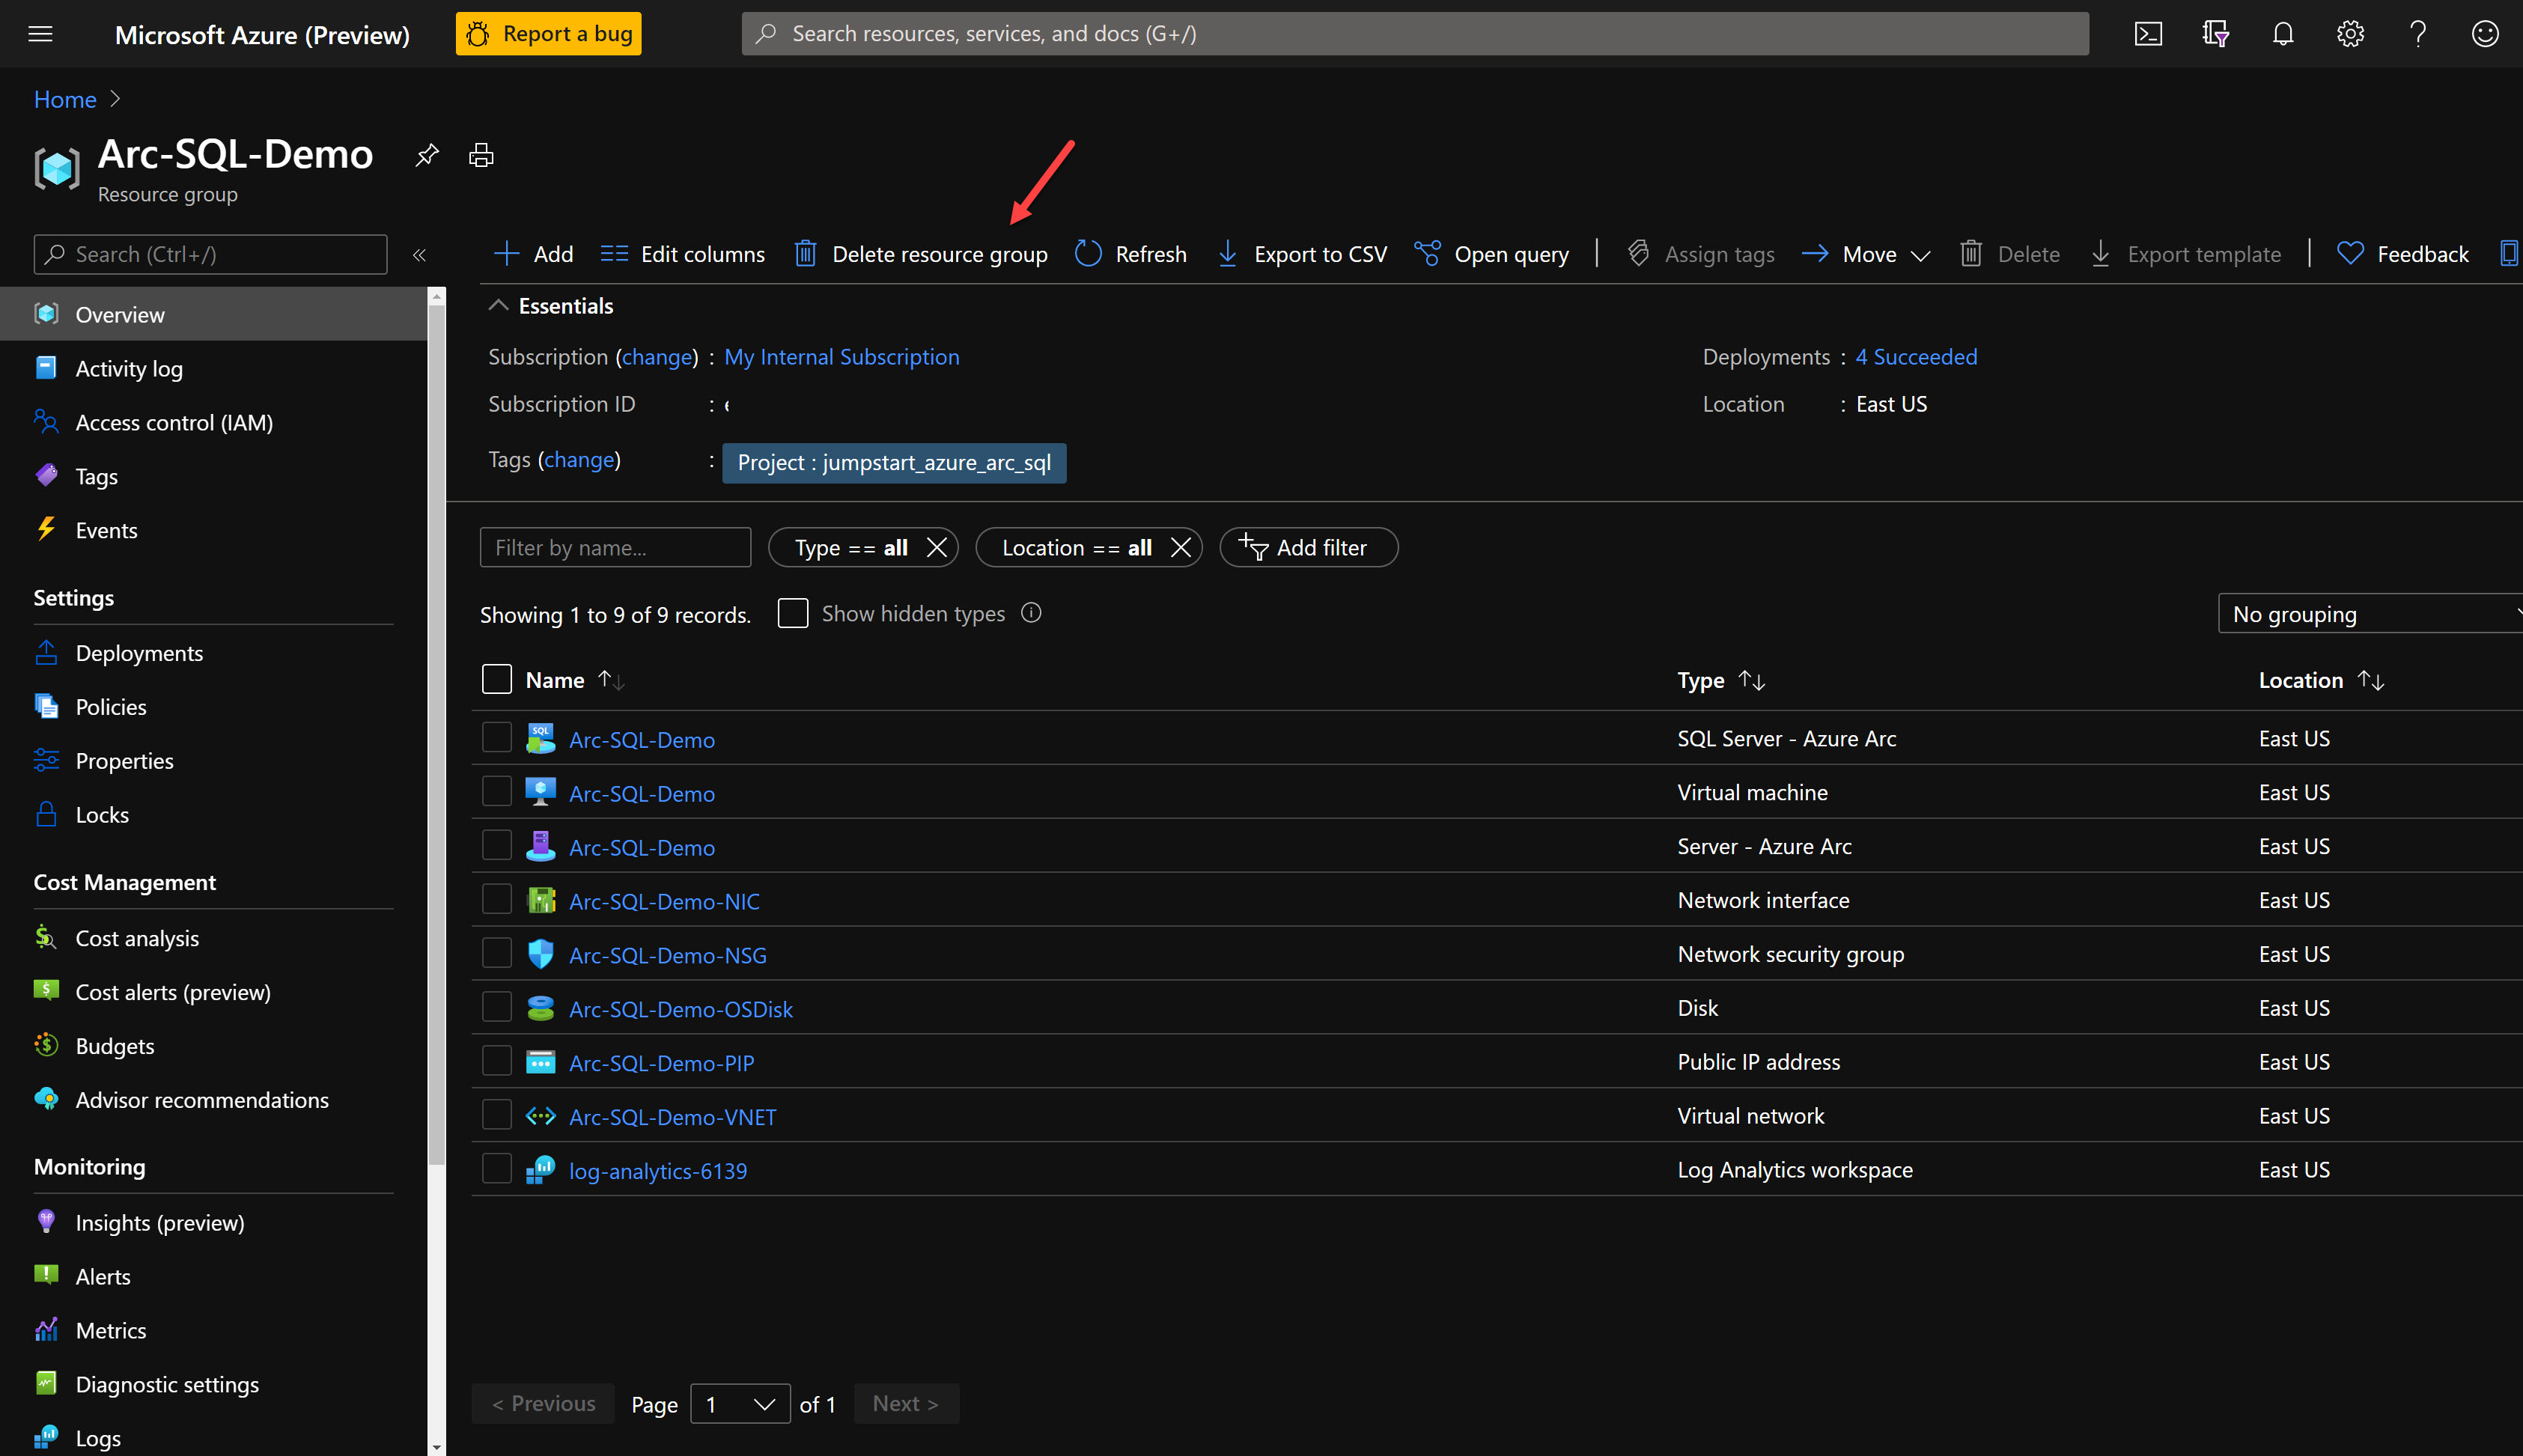 Microsoft Azure (Preview)
Report a bug
Search resources, services, and docs (G+/)
Home
Arc-SQL-Demo
Resource group
Search (Ctrl+/)
Overview
Activity log
Access control (IAM)
Tags
Events
Settings
Deployments
Policies
Properties
Locks
Cost Management
Cost analysis
Cost alerts (preview)
Budgets
Advisor recommendations
Monitoring
Insights (preview)
Alerts
Metrics
Diagnostic settings
Logs
Add Edit columns Delete resource group Refresh Export to CSV Open query Assign tags Move Delete Export template Feedback
Essentials
Subscription (change) : My Internal Subscription
Deployments : 4 Succeeded
Subscription ID :
Location : East US
Tags (change) : Project : jumpstart_azure_arc_sql
Filter by name... Type == all Location == all Add filter
Showing 1 to 9 of 9 records. Show hidden types
No grouping
Name Type Location
Arc-SQL-Demo SQL Server - Azure Arc East US
Arc-SQL-Demo Virtual machine East US
Arc-SQL-Demo Server - Azure Arc East US
Arc-SQL-Demo-NIC Network interface East US
Arc-SQL-Demo-NSG Network security group East US
Arc-SQL-Demo-OSDisk Disk East US
Arc-SQL-Demo-PIP Public IP address East US
Arc-SQL-Demo-VNET Virtual network East US
log-analytics-6139 Log Analytics workspace East US
< Previous Page 1 of 1 Next >